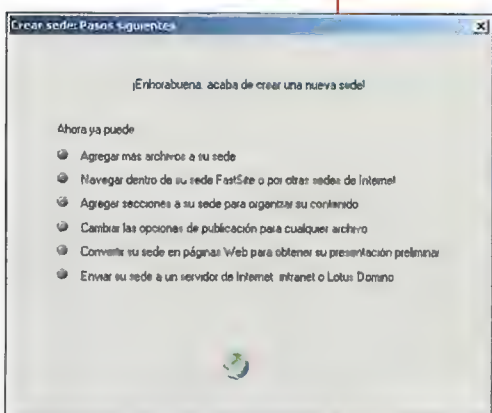 Crear sede: Pasos siguientes
¡Enhorabuena, acaba de crear una nueva sede!
Ahora ya puede
Agregar más archivos a su sede
Navegar dentro de su sede FastSite o por otras sedes de Internet
Agregar secciones a su sede para organizar su contenido
Cambiar las opciones de publicación para cualquier archivo
Convertir su sede en páginas Web para obtener su presentación preliminar
Enviar su sede a un servidor de Internet, intranet o Lotus Domino